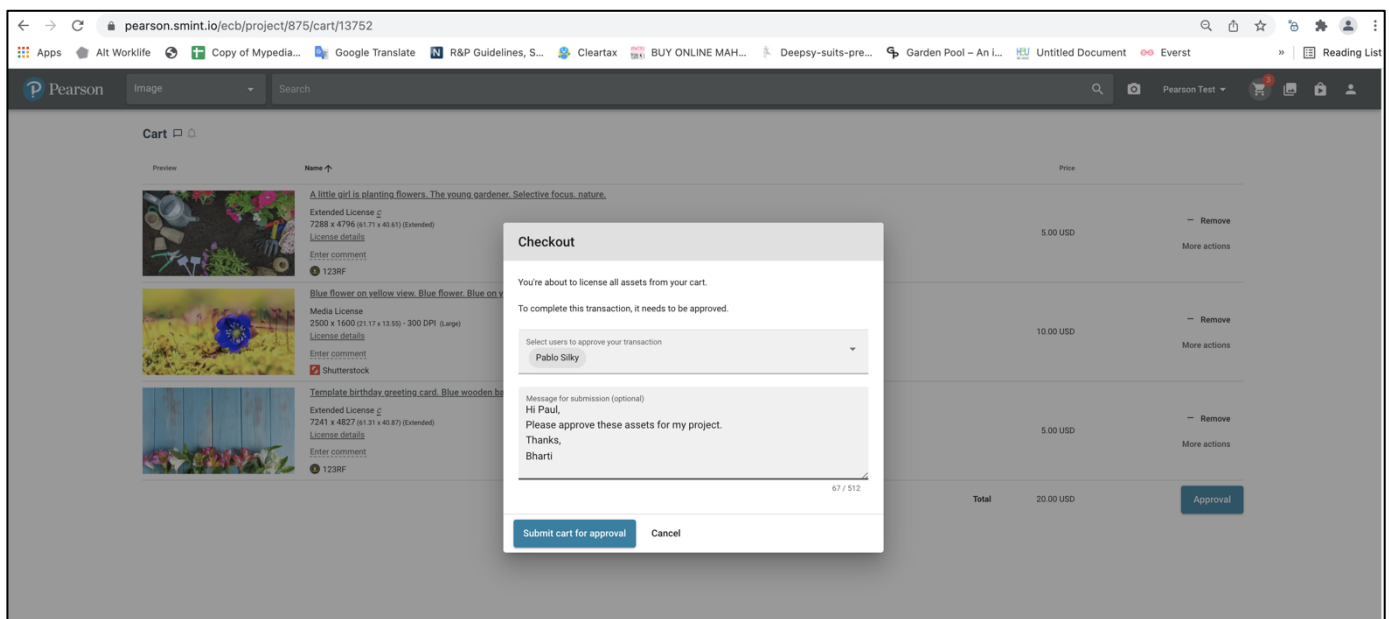 pearson.smint.io/ecb/project/875/cart/13752
Apps Alt Worklife Copy of Mypedia... Google Translate R&P Guidelines, S... Cleartax BUY ONLINE MAH... Deepsy-suits-pre... Garden Pool – An i... Untitled Document Everst » Reading List
Pearson Image Search Pearson Test 3
Cart
Preview Name Price
A little girl is planting flowers. The young gardener. Selective focus. nature.
Extended License
7288 x 4796 (61.71 x 40.61) (Extended)
License details
Enter comment
123RF
5.00 USD
Remove
More actions
Blue flower on yellow view. Blue flower. Blue on y
Media License
2500 x 1600 (21.17 x 13.55) - 300 DPI (Large)
License details
Enter comment
Shutterstock
10.00 USD
Remove
More actions
Template birthday greeting card. Blue wooden ba
Extended License
7241 x 4827 (61.31 x 40.87) (Extended)
License details
Enter comment
123RF
5.00 USD
Remove
More actions
Total 20.00 USD Approval
Checkout
You're about to license all assets from your cart.
To complete this transaction, it needs to be approved.
Select users to approve your transaction
Pablo Silky
Message for submission (optional)
Hi Paul,
Please approve these assets for my project.
Thanks,
Bharti
67 / 512
Submit cart for approval Cancel